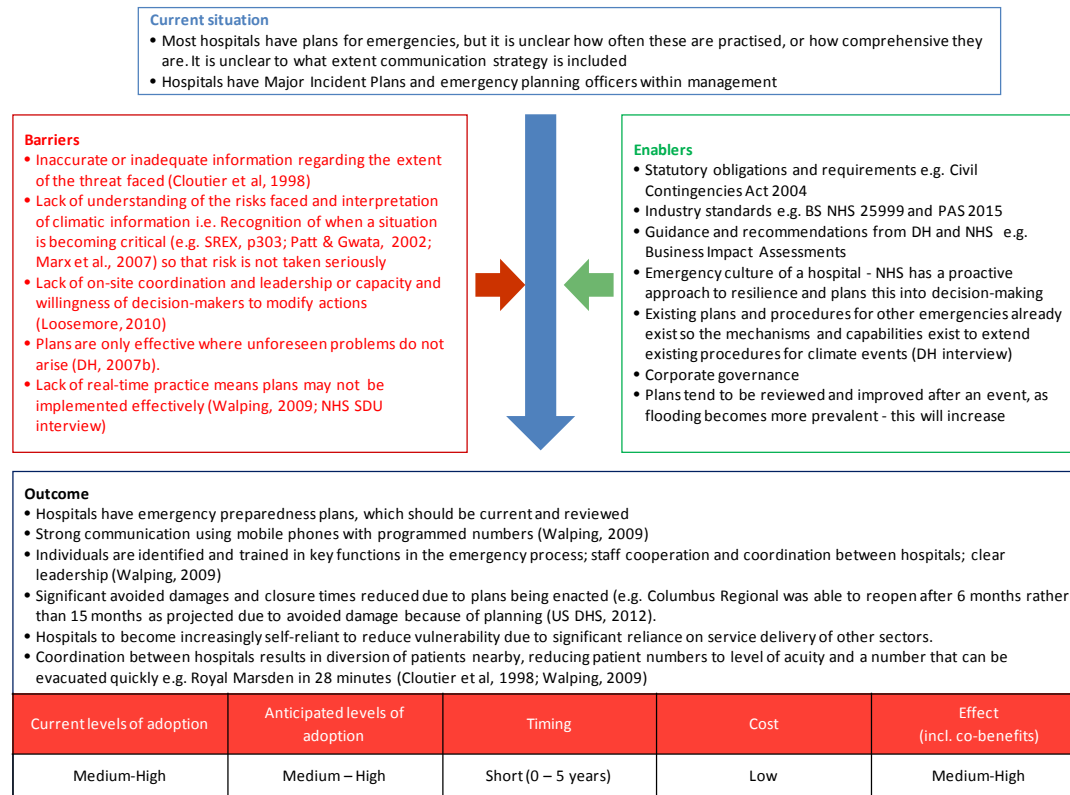 Current situation
• Most hospitals have plans for emergencies, but it is unclear how often these are practised, or how comprehensive they
are. It is unclear to what extent communication strategy is included
• Hospitals have Major Incident Plans and emergency planning officers within management
Barriers
• Inaccurate or inadequate information regarding the extent
of the threat faced (Cloutier et al, 1998)
• Lack of understanding of the risks faced and interpretation
of climatic information i.e. Recognition of when a situation
is becoming critical (e.g. SREX, p303; Patt & Gwata, 2002;
Marx et al., 2007) so that risk is not taken seriously
• Lack of on-site coordination and leadership or capacity and
willingness of decision-makers to modify actions
(Loosemore, 2010)
• Plans are only effective where unforeseen problems do not
arise (DH, 2007b).
• Lack of real-time practice means plans may not be
implemented effectively (Walping, 2009; NHS SDU
interview)
Enablers
• Statutory obligations and requirements e.g. Civil
Contingencies Act 2004
• Industry standards e.g. BS NHS 25999 and PAS 2015
• Guidance and recommendations from DH and NHS e.g.
Business Impact Assessments
• Emergency culture of a hospital - NHS has a proactive
approach to resilience and plans this into decision-making
• Existing plans and procedures for other emergencies already
exist so the mechanisms and capabilities exist to extend
existing procedures for climate events (DH interview)
• Corporate governance
• Plans tend to be reviewed and improved after an event, as
flooding becomes more prevalent - this will increase
Outcome
• Hospitals have emergency preparedness plans, which should be current and reviewed
• Strong communication using mobile phones with programmed numbers (Walping, 2009)
• Individuals are identified and trained in key functions in the emergency process; staff cooperation and coordination between hospitals; clear
leadership (Walping, 2009)
• Significant avoided damages and closure times reduced due to plans being enacted (e.g. Columbus Regional was able to reopen after 6 months rather
than 15 months as projected due to avoided damage because of planning (US DHS, 2012).
• Hospitals to become increasingly self-reliant to reduce vulnerability due to significant reliance on service delivery of other sectors.
• Coordination between hospitals results in diversion of patients nearby, reducing patient numbers to level of acuity and a number that can be
evacuated quickly e.g. Royal Marsden in 28 minutes (Cloutier et al, 1998; Walping, 2009)
Current levels of adoption
Anticipated levels of
adoption
Timing
Cost
Effect
(incl. co-benefits)
Medium-High
Medium – High
Short (0 – 5 years)
Low
Medium-High